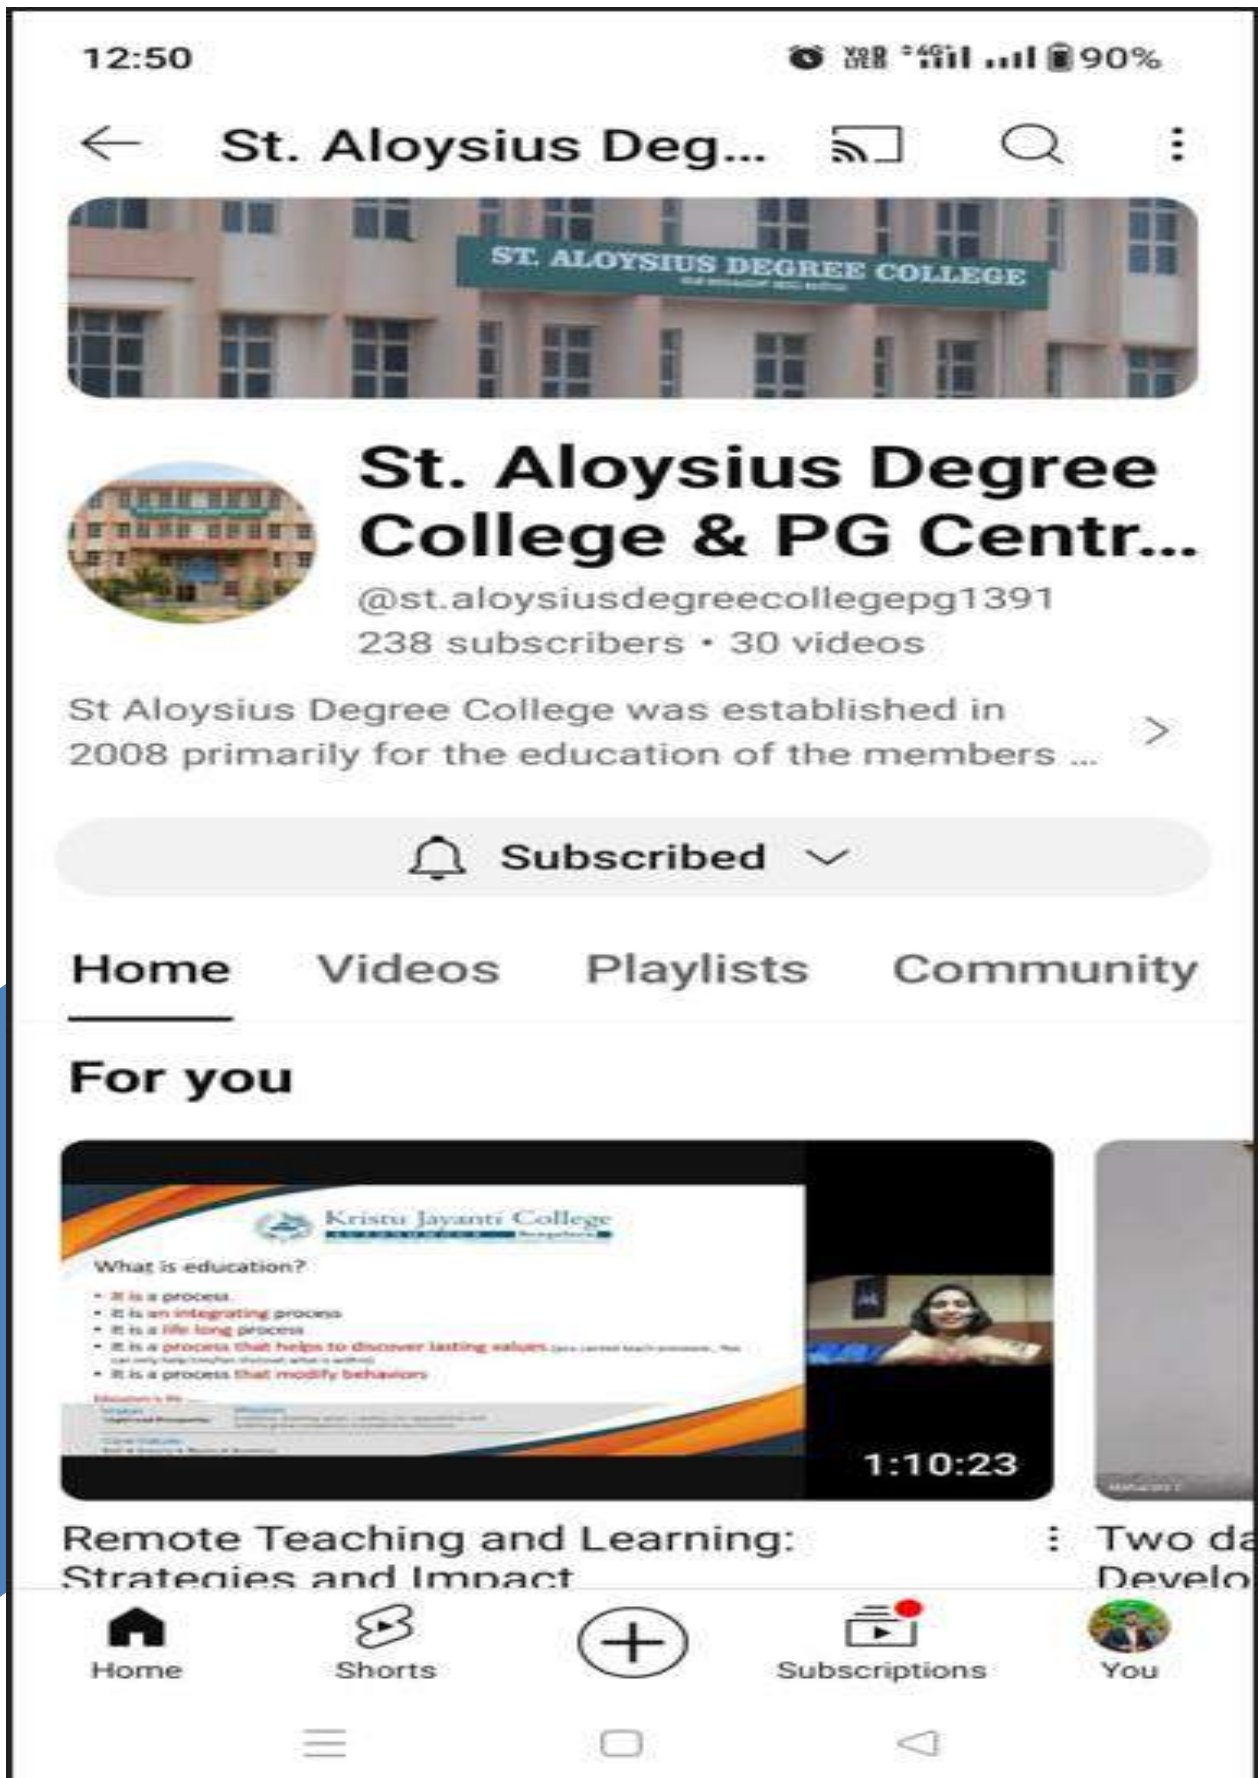 12:50
VoD LTE 4G 90%
St. Aloysius Deg...
ST. ALOYSIUS DEGREE COLLEGE
St. Aloysius Degree
College & PG Centr...
@st.aloysiusdegreecollegepg1391
238 subscribers • 30 videos
St Aloysius Degree College was established in
2008 primarily for the education of the members ...
Subscribed
Home Videos Playlists Community
For you
Kristu Jayanti College
AUTONOMOUS Bengaluru
What is education?
• It is a process
• It is an integrating process
• It is a life long process
• It is a process that helps to discover lasting values
• It is a process that modify behaviors
1:10:23
Remote Teaching and Learning:
Strategies and Impact
Two da
Develo
Home Shorts Subscriptions You